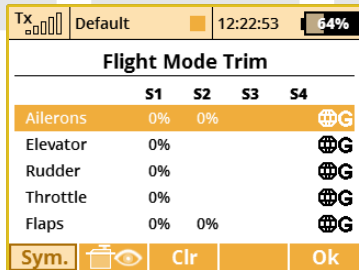 Tx Default 12:22:53 64%
Flight Mode Trim
S1 S2 S3 S4
Ailerons 0% 0% G
Elevator 0% G
Rudder 0% G
Throttle 0% G
Flaps 0% 0% G
Sym. Clr Ok